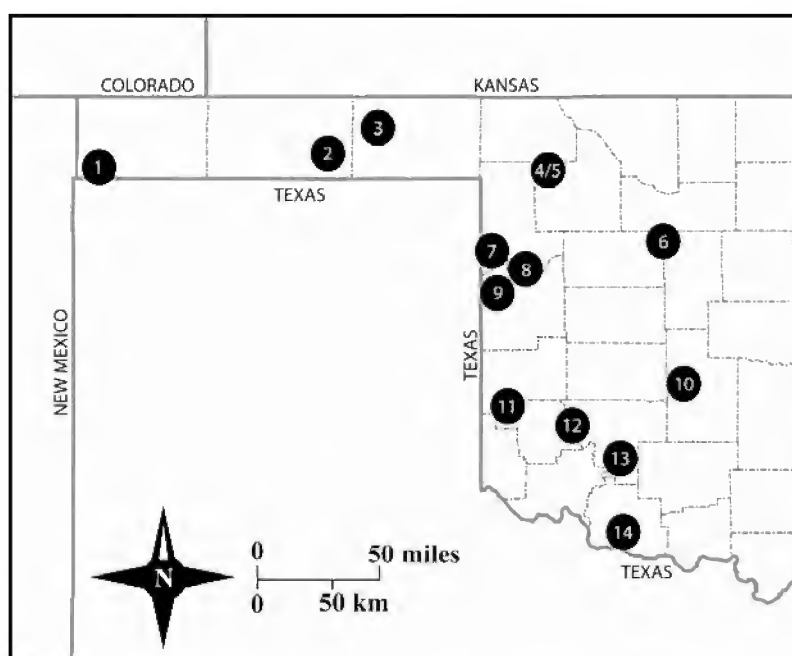 COLORADO
KANSAS
3
2
1
4/5
TEXAS
6
7
8
9
NEW MEXICO
TEXAS
10
11
12
13
14
0
50 miles
N
0
50 km
TEXAS